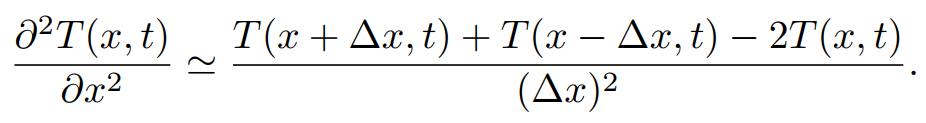 ∂²T(x, t)/∂x² ≃ (T(x + Δx, t) + T(x − Δx, t) − 2T(x, t))/(Δx)².